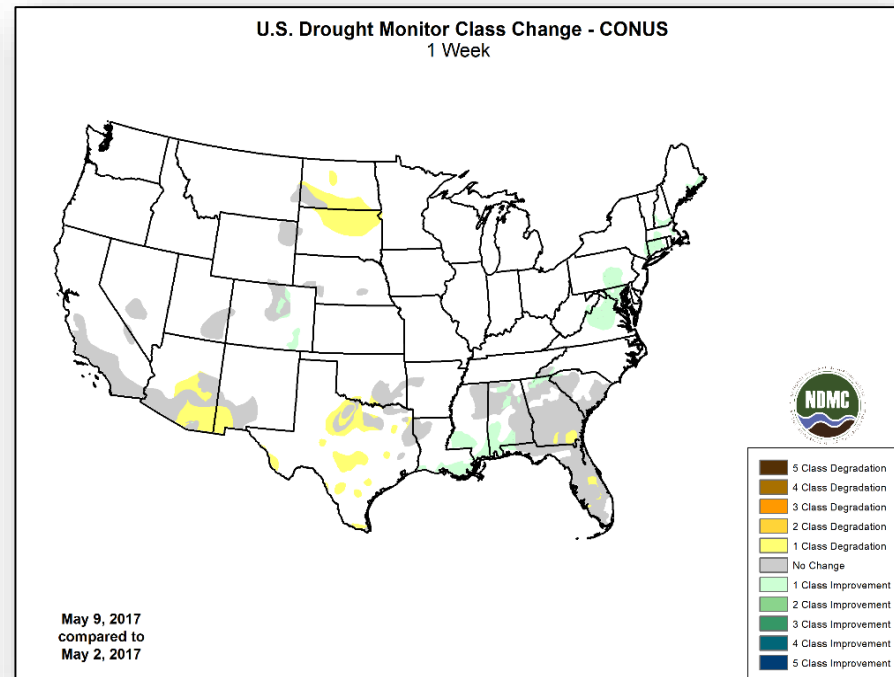 U.S. Drought Monitor Class Change - CONUS
1 Week
NDMC
5 Class Degradation
4 Class Degradation
3 Class Degradation
2 Class Degradation
1 Class Degradation
No Change
1 Class Improvement
2 Class Improvement
3 Class Improvement
4 Class Improvement
5 Class Improvement
May 9, 2017
compared to
May 2, 2017